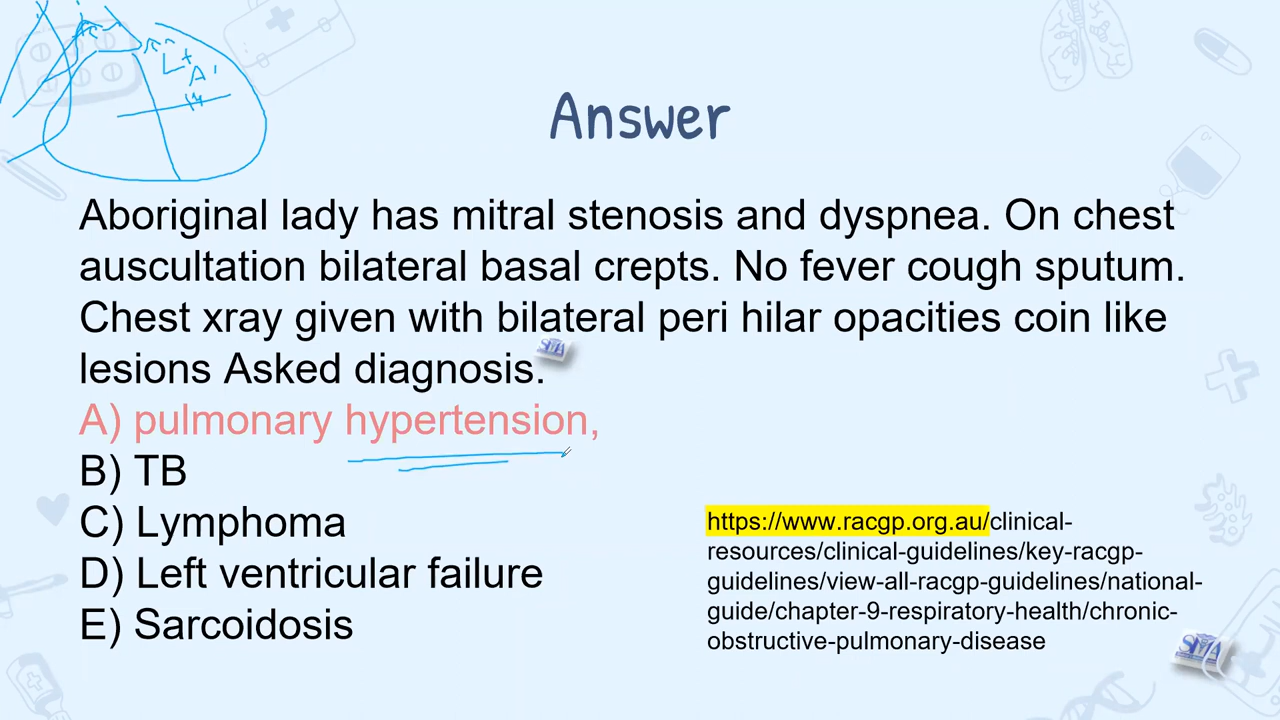 Answer
Aboriginal lady has mitral stenosis and dyspnea. On chest
auscultation bilateral basal crepts. No fever cough sputum.
Chest xray given with bilateral peri hilar opacities coin like
lesions Asked diagnosis.
A) pulmonary hypertension,
B) TB
C) Lymphoma
D) Left ventricular failure
E) Sarcoidosis
https://www.racgp.org.au/clinical-
resources/clinical-guidelines/key-racgp-
guidelines/view-all-racgp-guidelines/national-
guide/chapter-9-respiratory-health/chronic-
obstructive-pulmonary-disease